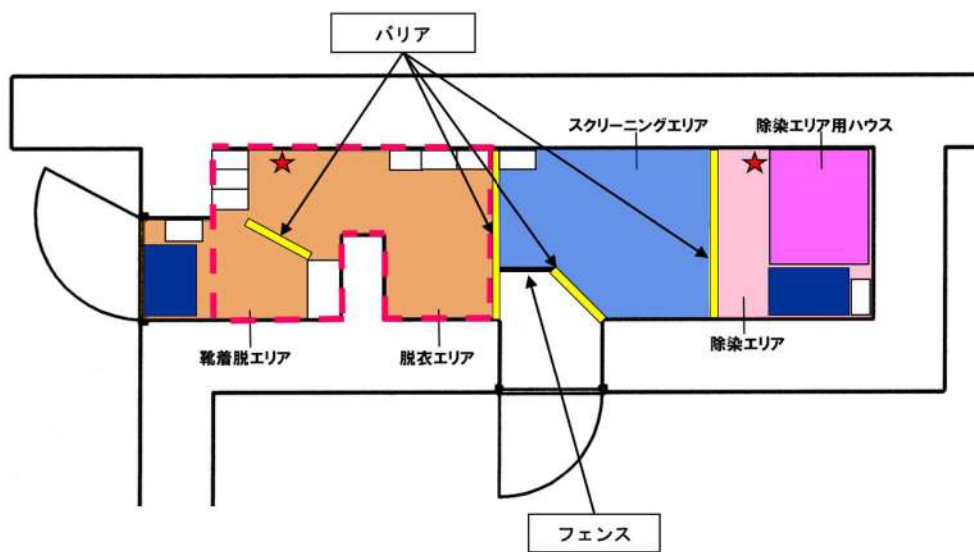 バリア
スクリーニングエリア
除染エリア用ハウス
靴着脱エリア
脱衣エリア
除染エリア
フェンス